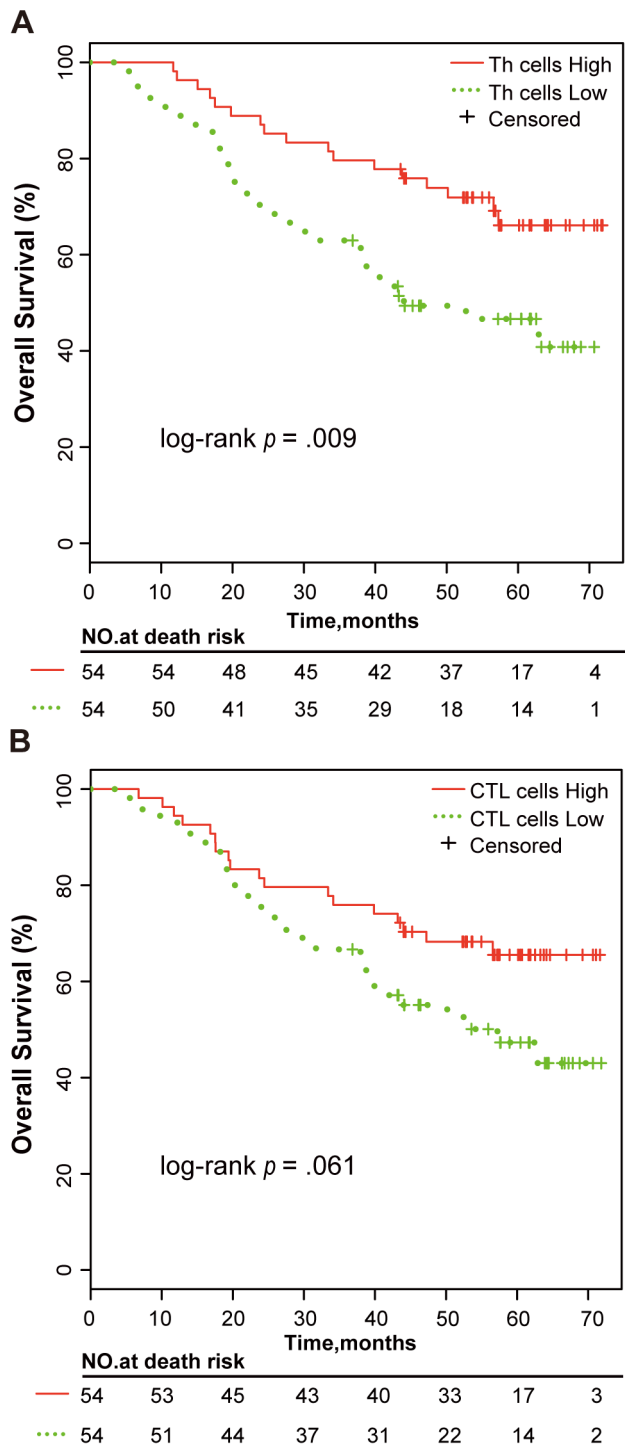 A
Th cells High
Th cells Low
Censored
Overall Survival (%)
100
80
60
40
20
0
log-rank p = .009
0 10 20 30 40 50 60 70
Time,months
NO.at death risk
54 54 48 45 42 37 17 4
54 50 41 35 29 18 14 1
B
CTL cells High
CTL cells Low
Censored
Overall Survival (%)
100
80
60
40
20
0
log-rank p = .061
0 10 20 30 40 50 60 70
Time,months
NO.at death risk
54 53 45 43 40 33 17 3
54 51 44 37 31 22 14 2